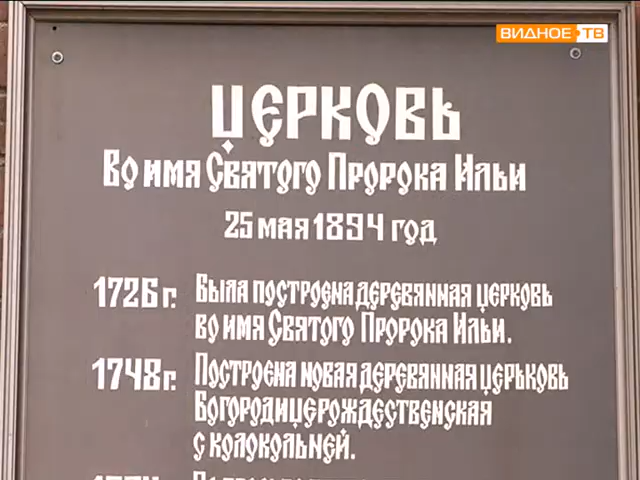 ВИДНОЕ ТВ
ЦЕРКОВЬ
Во имя Святого Пророка Ильи
25 мая 1894 год
1726 г. Была построена деревянная церковь
во имя Святого Пророка Ильи.
1748 г. Построена новая деревянная церьковь
Богородицерождественская
с колокольней.